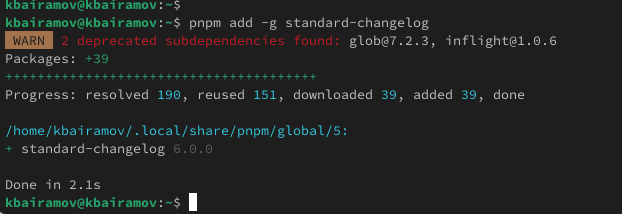 kbairamov@kbairamov:~$
kbairamov@kbairamov:~$ pnpm add -g standard-changelog
WARN 2 deprecated subdependencies found: glob@7.2.3, inflight@1.0.6
Packages: +39
+++++++++++++++++++++++++++++++++++++++
Progress: resolved 190, reused 151, downloaded 39, added 39, done
/home/kbairamov/.local/share/pnpm/global/5:
+ standard-changelog 6.0.0
Done in 2.1s
kbairamov@kbairamov:~$